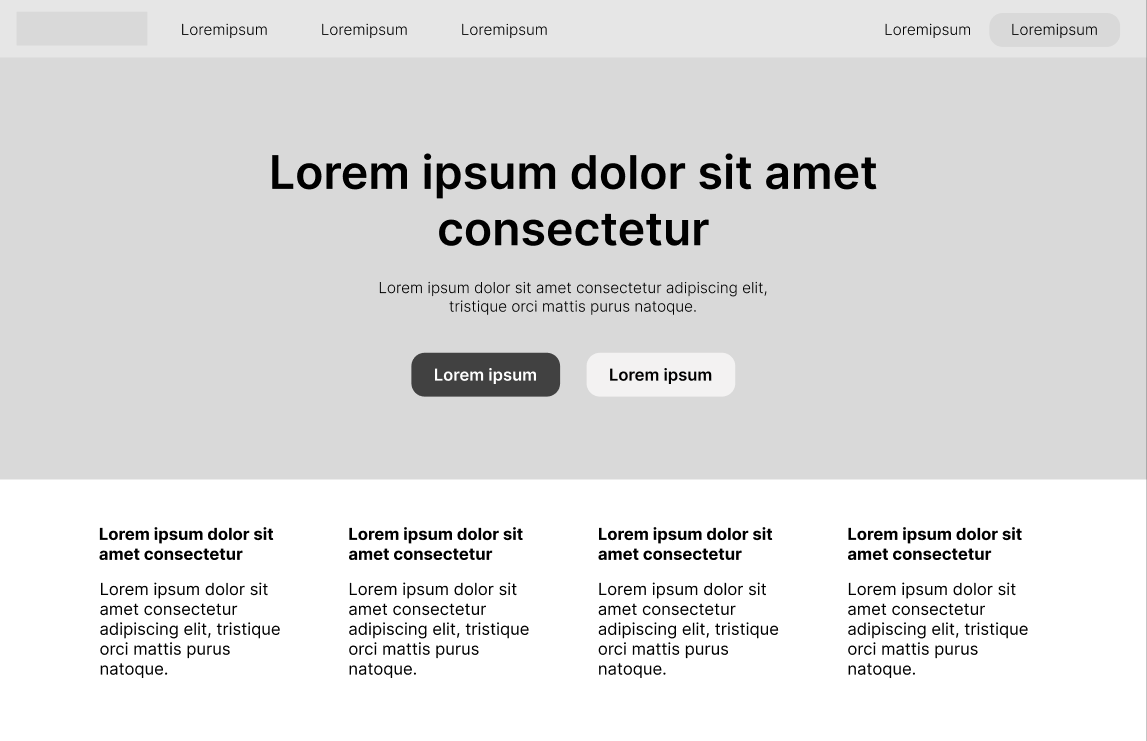 Loremipsum Loremipsum Loremipsum Loremipsum Loremipsum
Lorem ipsum dolor sit amet
consectetur
Lorem ipsum dolor sit amet consectetur adipiscing elit,
tristique orci mattis purus natoque.
Lorem ipsum Lorem ipsum
Lorem ipsum dolor sit
amet consectetur
Lorem ipsum dolor sit
amet consectetur
adipiscing elit, tristique
orci mattis purus
natoque.
Lorem ipsum dolor sit
amet consectetur
Lorem ipsum dolor sit
amet consectetur
adipiscing elit, tristique
orci mattis purus
natoque.
Lorem ipsum dolor sit
amet consectetur
Lorem ipsum dolor sit
amet consectetur
adipiscing elit, tristique
orci mattis purus
natoque.
Lorem ipsum dolor sit
amet consectetur
Lorem ipsum dolor sit
amet consectetur
adipiscing elit, tristique
orci mattis purus
natoque.